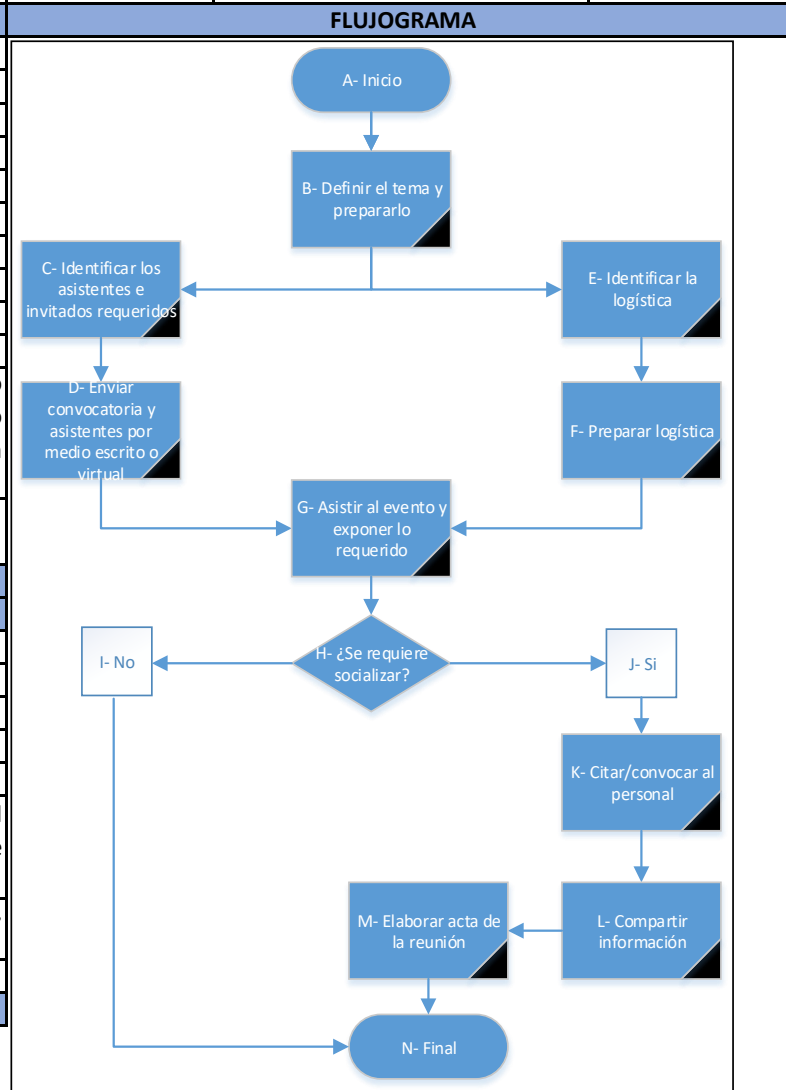 FLUJOGRAMA
A- Inicio
B- Definir el tema y
prepararlo
C- Identificar los
asistentes e
invitados requeridos
E- Identificar la
logística
D- Enviar
convocatoria y
asistentes por
medio escrito o
virtual
F- Preparar logística
G- Asistir al evento y
exponer lo
requerido
H- ¿Se requiere
socializar?
I- No
J- Si
K- Citar/convocar al
personal
L- Compartir
información
M- Elaborar acta de
la reunión
N- Final